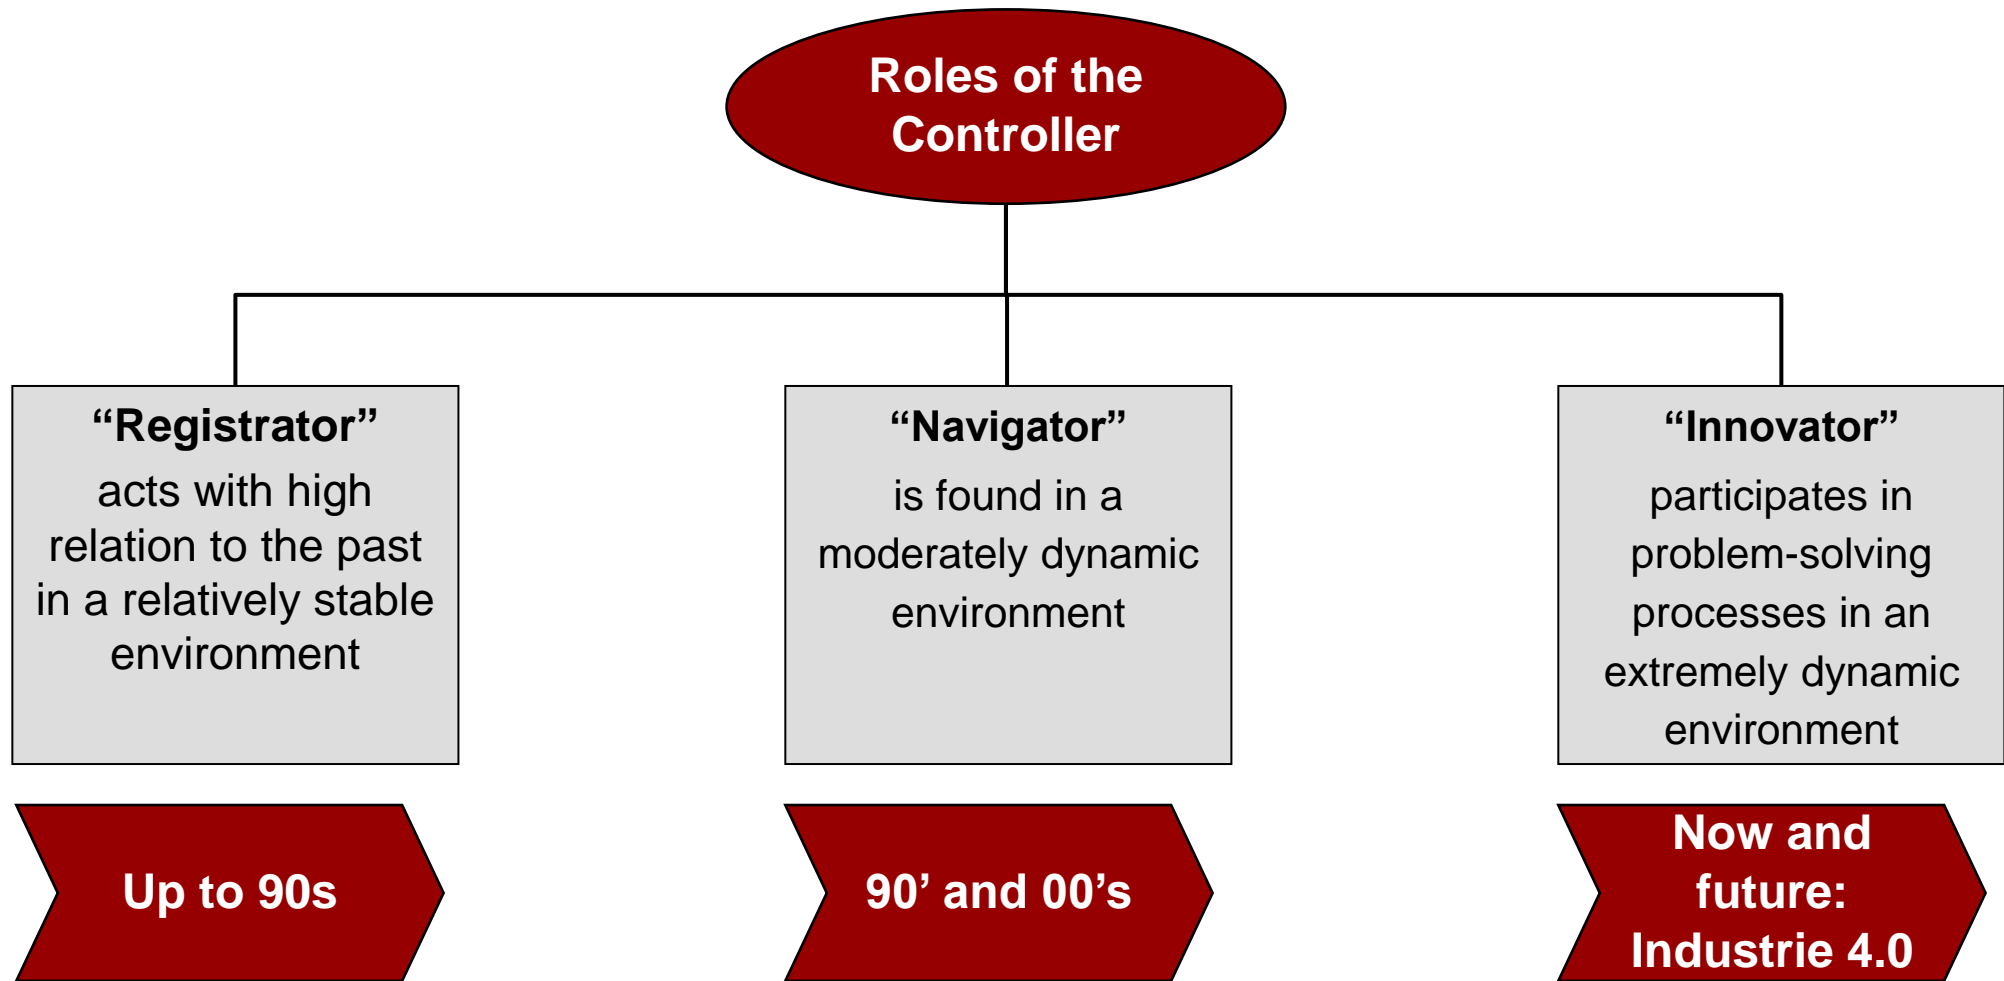 Roles of the
Controller
“Registrator”
acts with high
relation to the past
in a relatively stable
environment
“Navigator”
is found in a
moderately dynamic
environment
“Innovator”
participates in
problem-solving
processes in an
extremely dynamic
environment
Up to 90s
90’ and 00’s
Now and
future:
Industrie 4.0